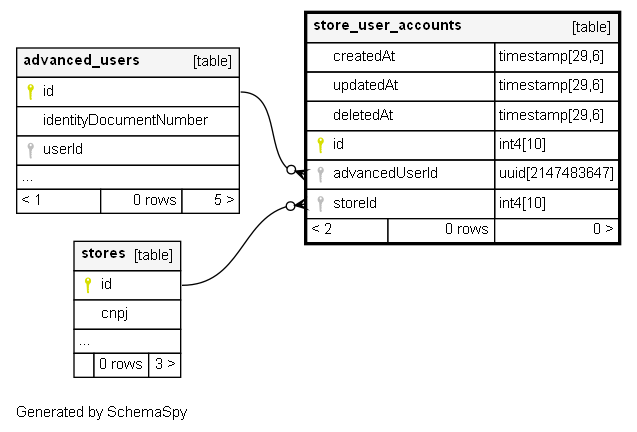 store_user_accounts [table]
createdAt timestamp[29,6]
updatedAt timestamp[29,6]
deletedAt timestamp[29,6]
id int4[10]
advancedUserId uuid[2147483647]
storeId int4[10]
< 2 0 rows 0 >
advanced_users [table]
id
identityDocumentNumber
userId
...
< 1 0 rows 5 >
stores [table]
id
cnpj
...
0 rows 3 >
Generated by SchemaSpy